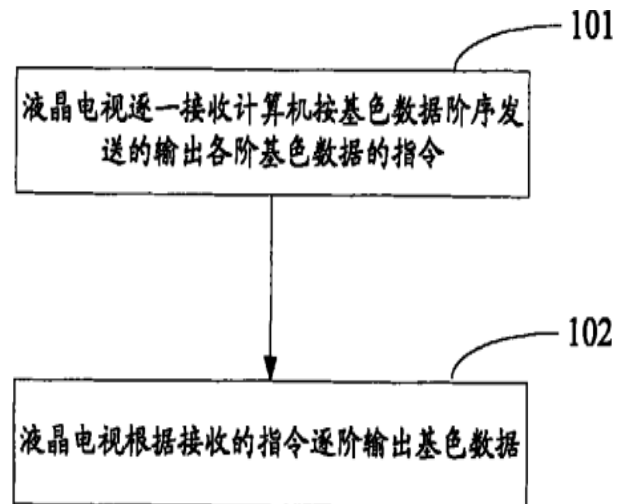 101
液晶电视逐一接收计算机按基色数据阶序发
送的输出各阶基色数据的指令
102
液晶电视根据接收的指令逐阶输出基色数据